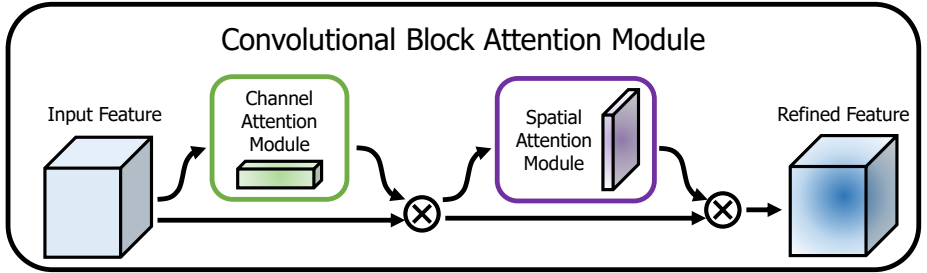 Convolutional Block Attention Module
Input Feature
Channel
Attention
Module
Spatial
Attention
Module
Refined Feature